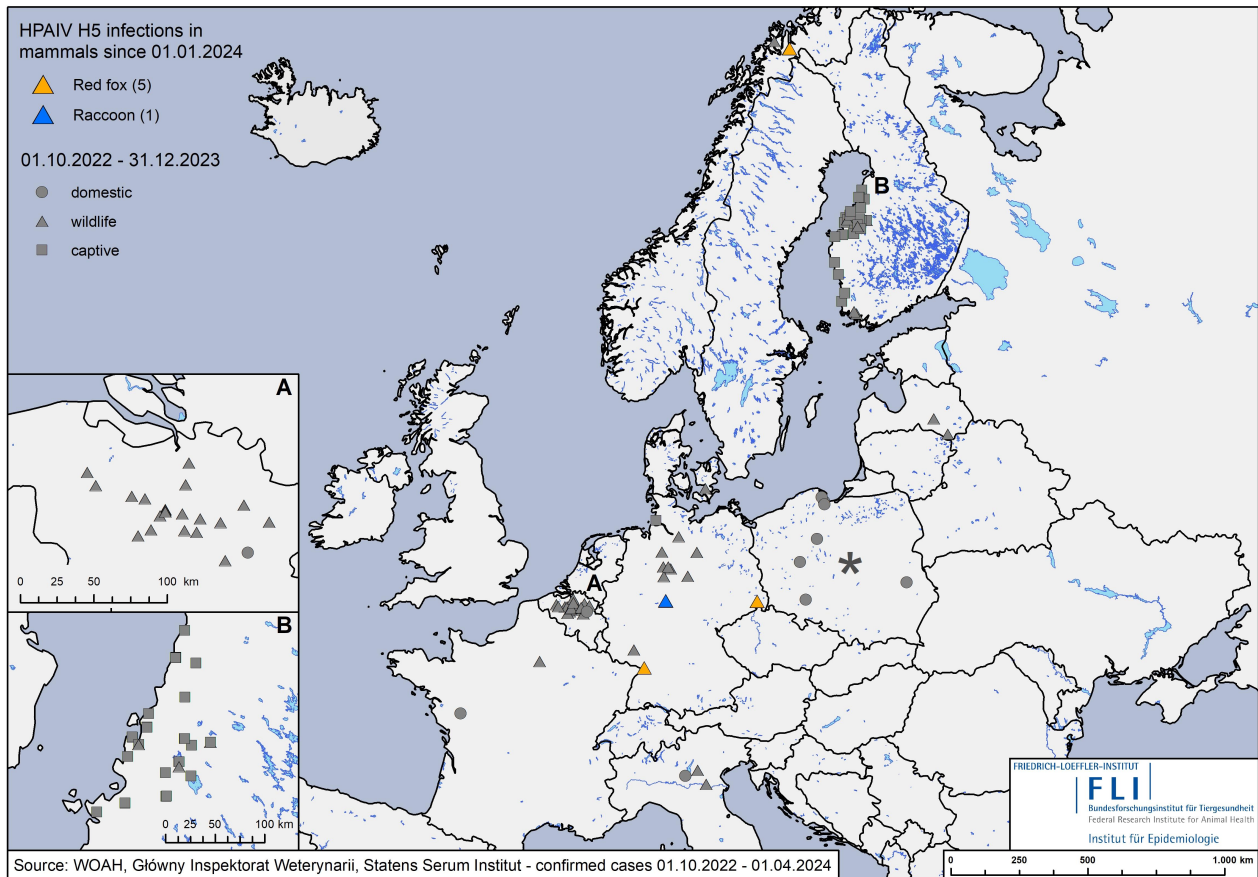 HPAIV H5 infections in
mammals since 01.01.2024
Red fox (5)
Raccoon (1)
01.10.2022 - 31.12.2023
domestic
wildlife
captive
B
A
*
A
0 25 50 100 km
B
0 25 50 100 km
FRIEDRICH-LOEFFLER-INSTITUT
FLI
Bundesforschungsinstitut für Tiergesundheit
Federal Research Institute for Animal Health
Institut für Epidemiologie
0 250 500 1.000 km
Source: WOAH, Główny Inspektorat Weterynarii, Statens Serum Institut - confirmed cases 01.10.2022 - 01.04.2024